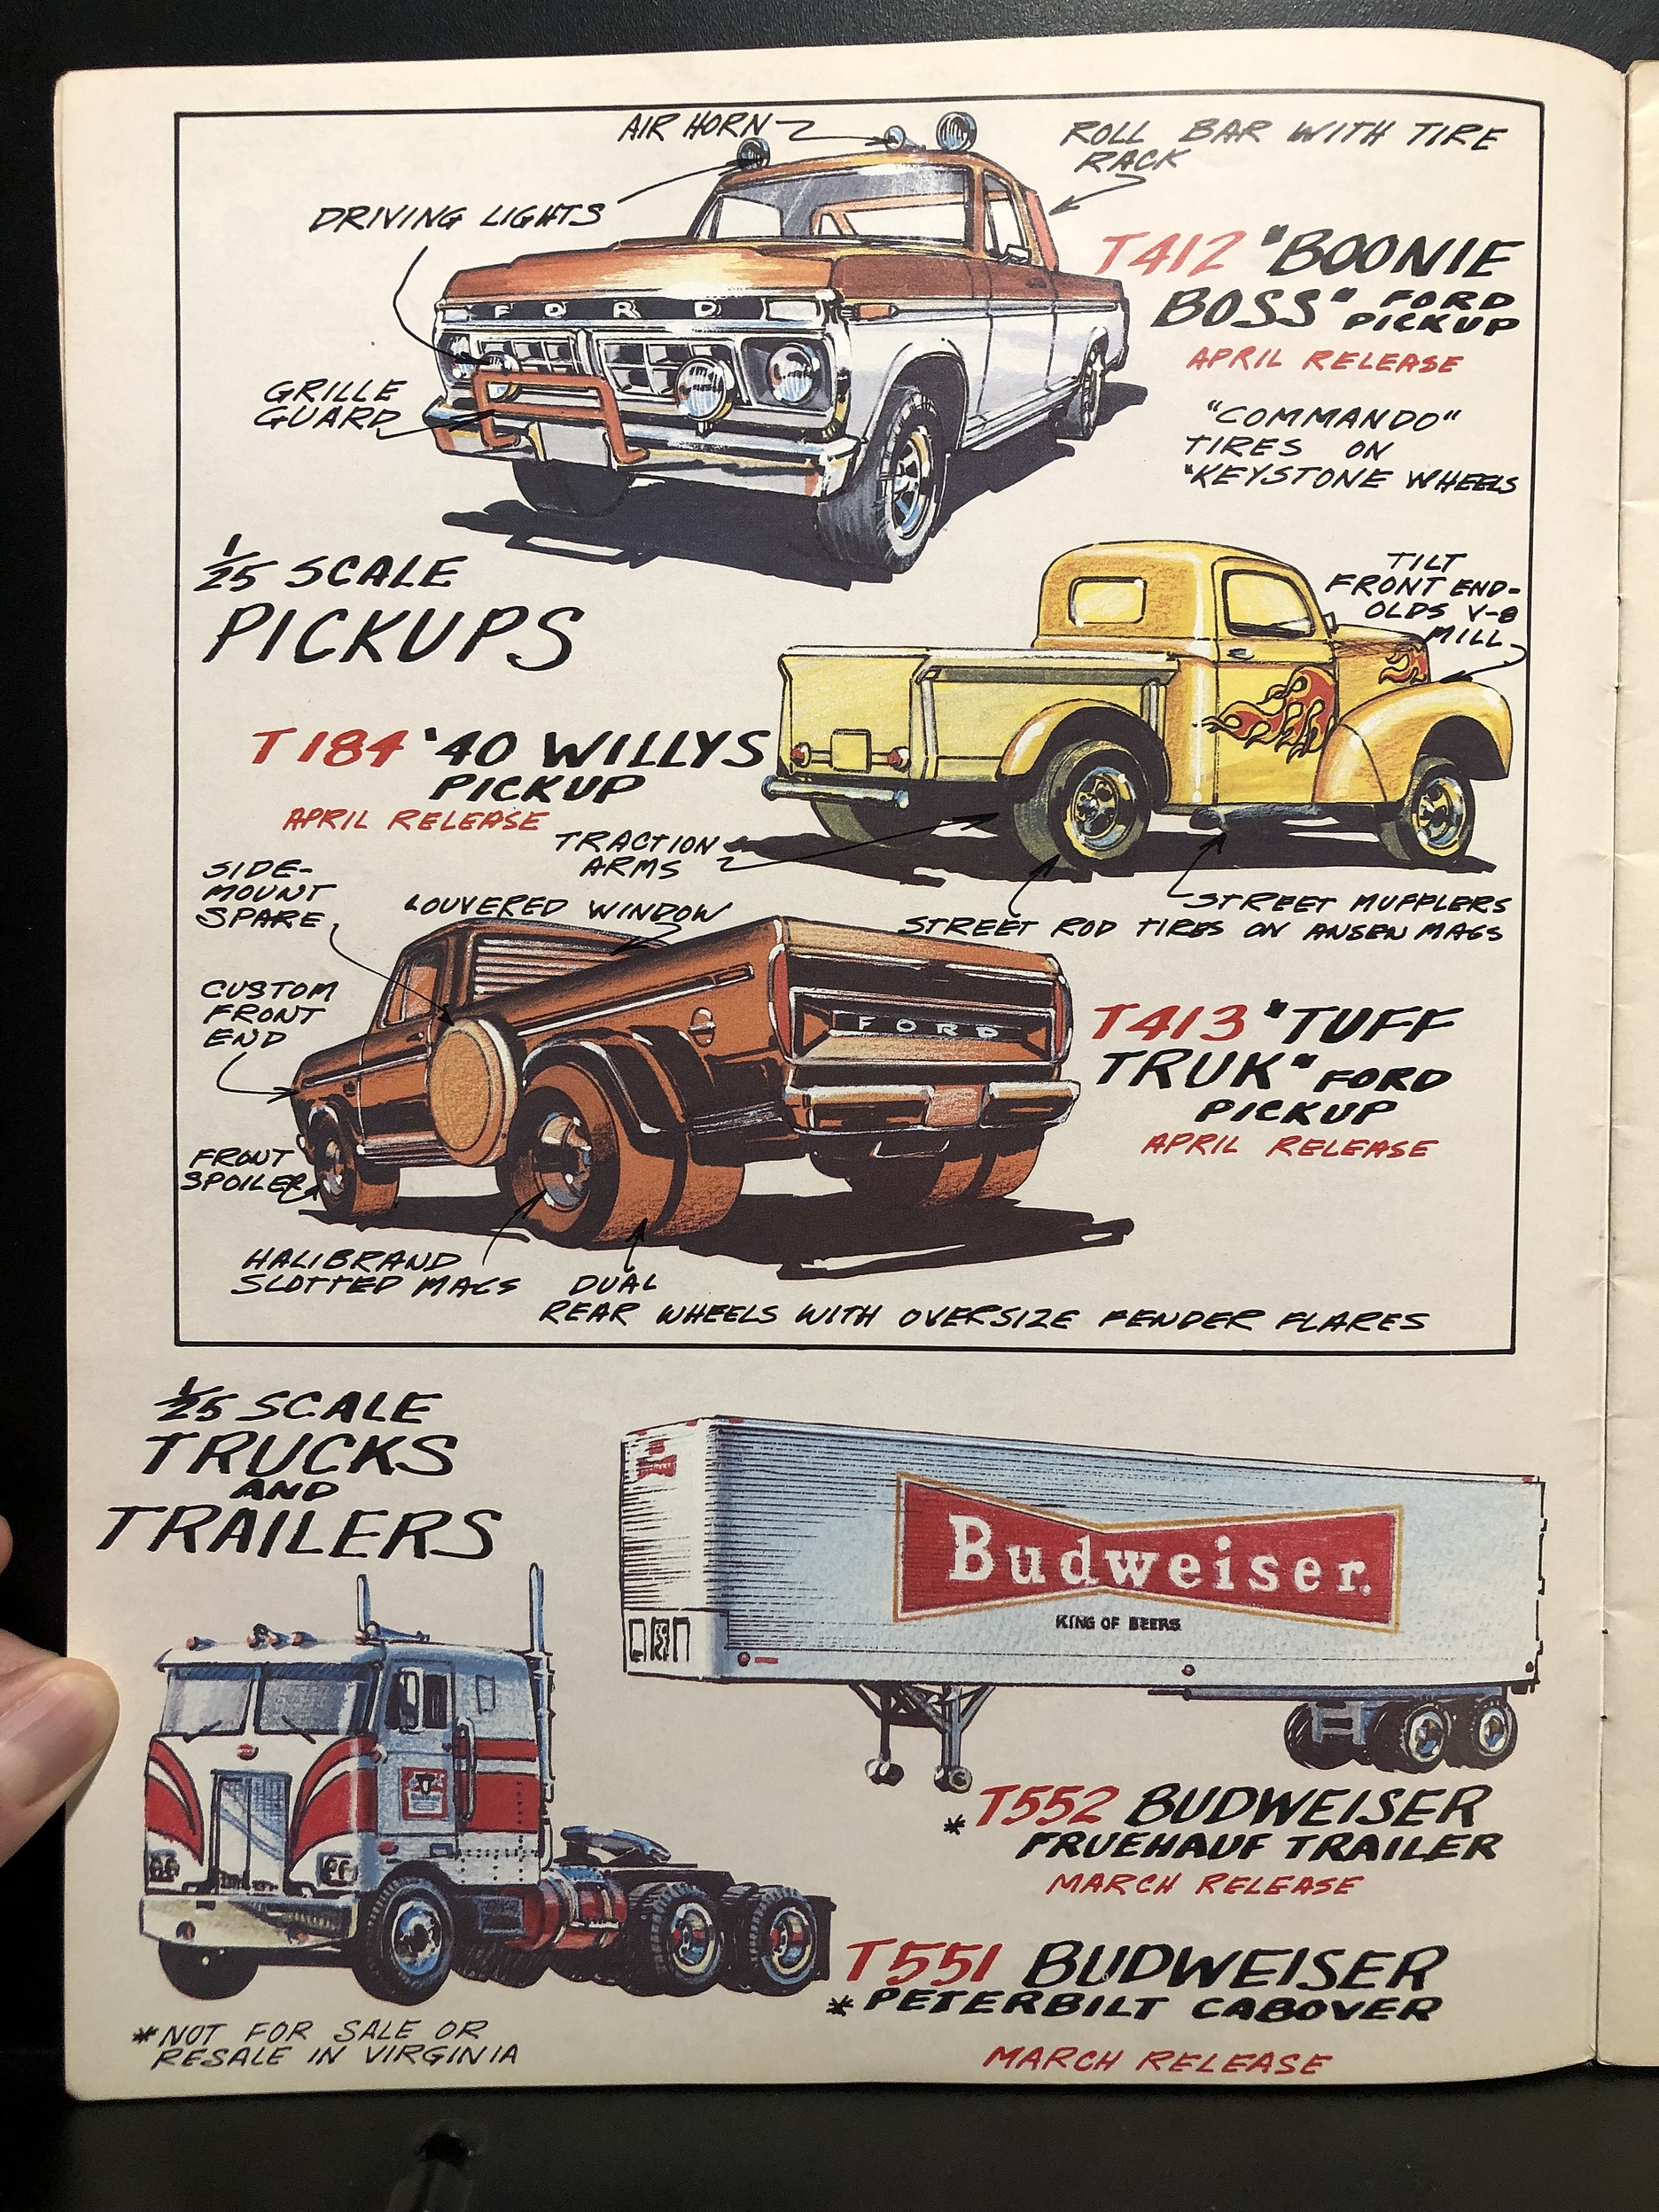 AIR HORN
ROLL BAR WITH TIRE
RACK
DRIVING LIGHTS
T412 "BOONIE
BOSS" FORD
PICKUP
APRIL RELEASE
FORD
GRILLE
GUARD
"COMMANDO"
TIRES ON
"KEYSTONE WHEELS
1/25 SCALE
PICKUPS
TILT
FRONT END-
OLDS V-8
MILL
T184 '40 WILLYS
PICKUP
APRIL RELEASE
TRACTION
ARMS
STREET MUFFLERS
STREET ROD TIRES ON ANSEN MAGS
SIDE-
MOUNT
SPARE
LOUVERED WINDOW
CUSTOM
FRONT
END
FORD
T413 "TUFF
TRUK" FORD
PICKUP
APRIL RELEASE
FRONT
SPOILER
HALIBRAND
SLOTTED MAGS
DUAL
REAR WHEELS WITH OVERSIZE FENDER FLARES
1/25 SCALE
TRUCKS
AND
TRAILERS
Budweiser.
KING OF BEERS
*T552 BUDWEISER
FRUEHAUF TRAILER
MARCH RELEASE
T551 BUDWEISER
*PETERBILT CABOVER
MARCH RELEASE
*NOT FOR SALE OR
RESALE IN VIRGINIA